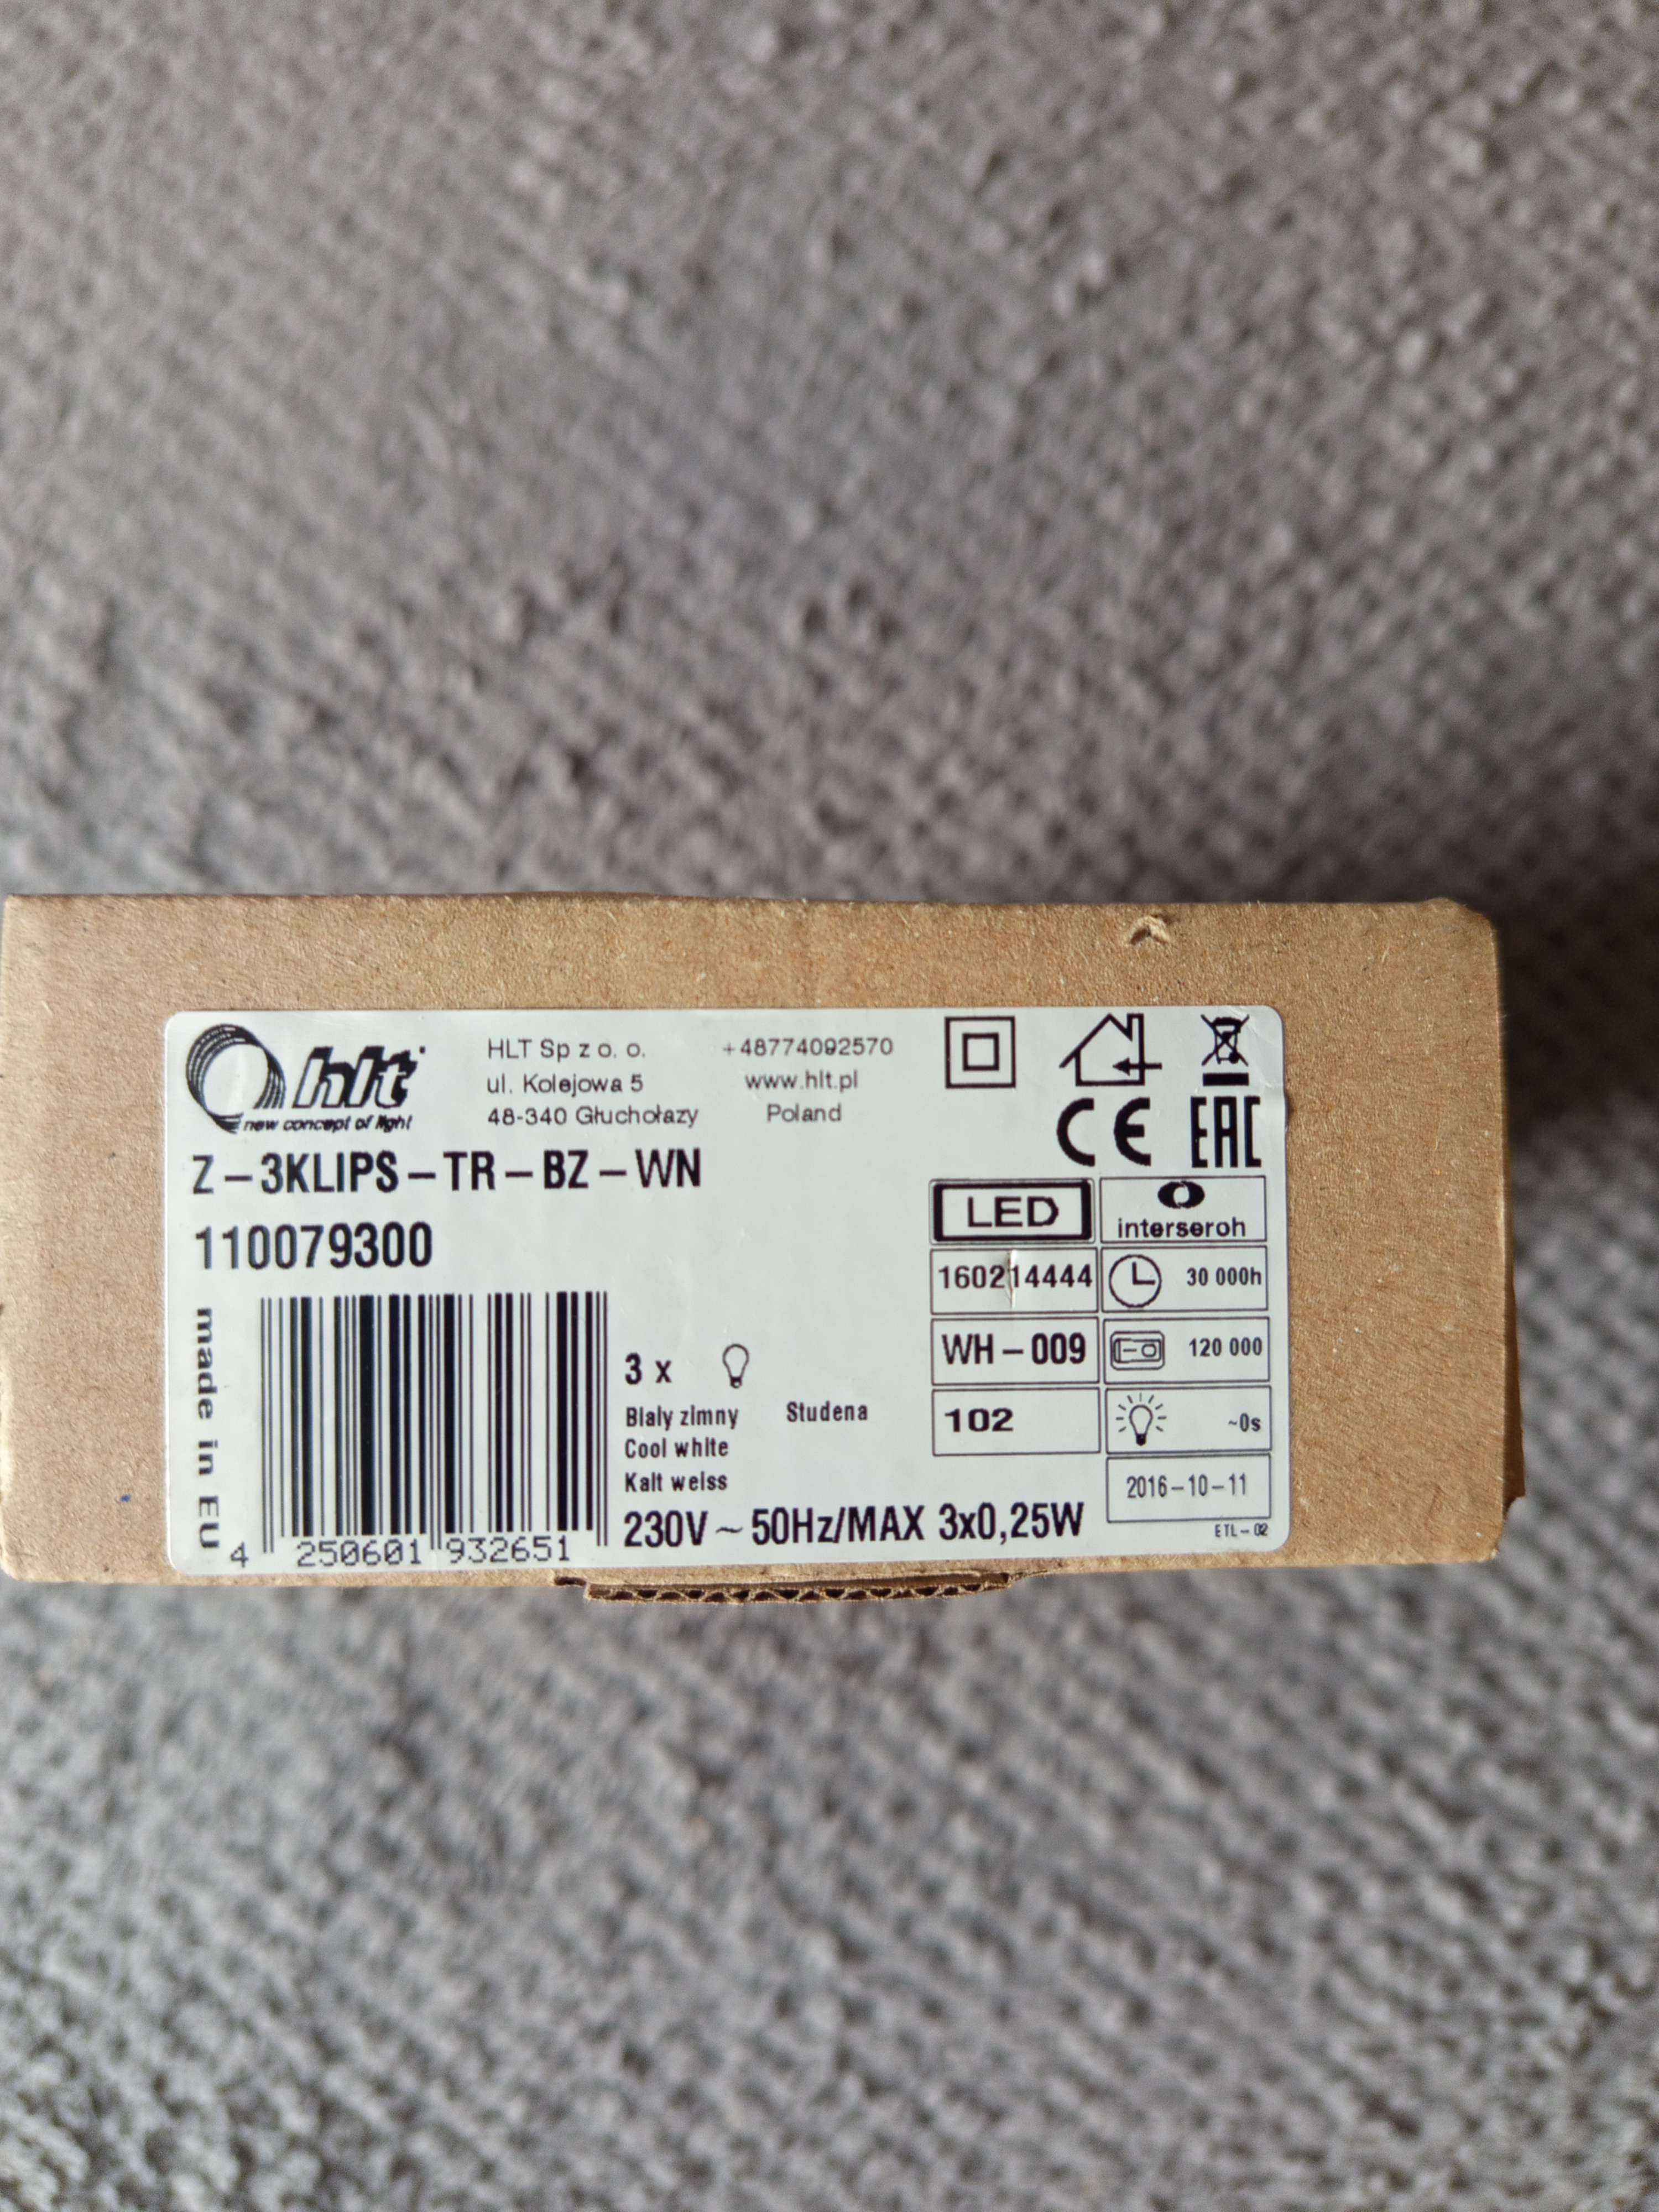 hlt
new concept of light
HLT Sp z o. o.
ul. Kolejowa 5
48-340 Głuchołazy
+48774092570
www.hlt.pl
Poland
CE EAC
Z-3KLIPS-TR-BZ-WN
110079300
LED
interseroh
160214444
30 000h
WH-009
120 000
102
~0s
2016-10-11
ETL-02
made in EU
3 x
Biały zimny Studena
Cool white
Kalt weiss
230V ~ 50Hz/MAX 3x0,25W
4 250601 932651